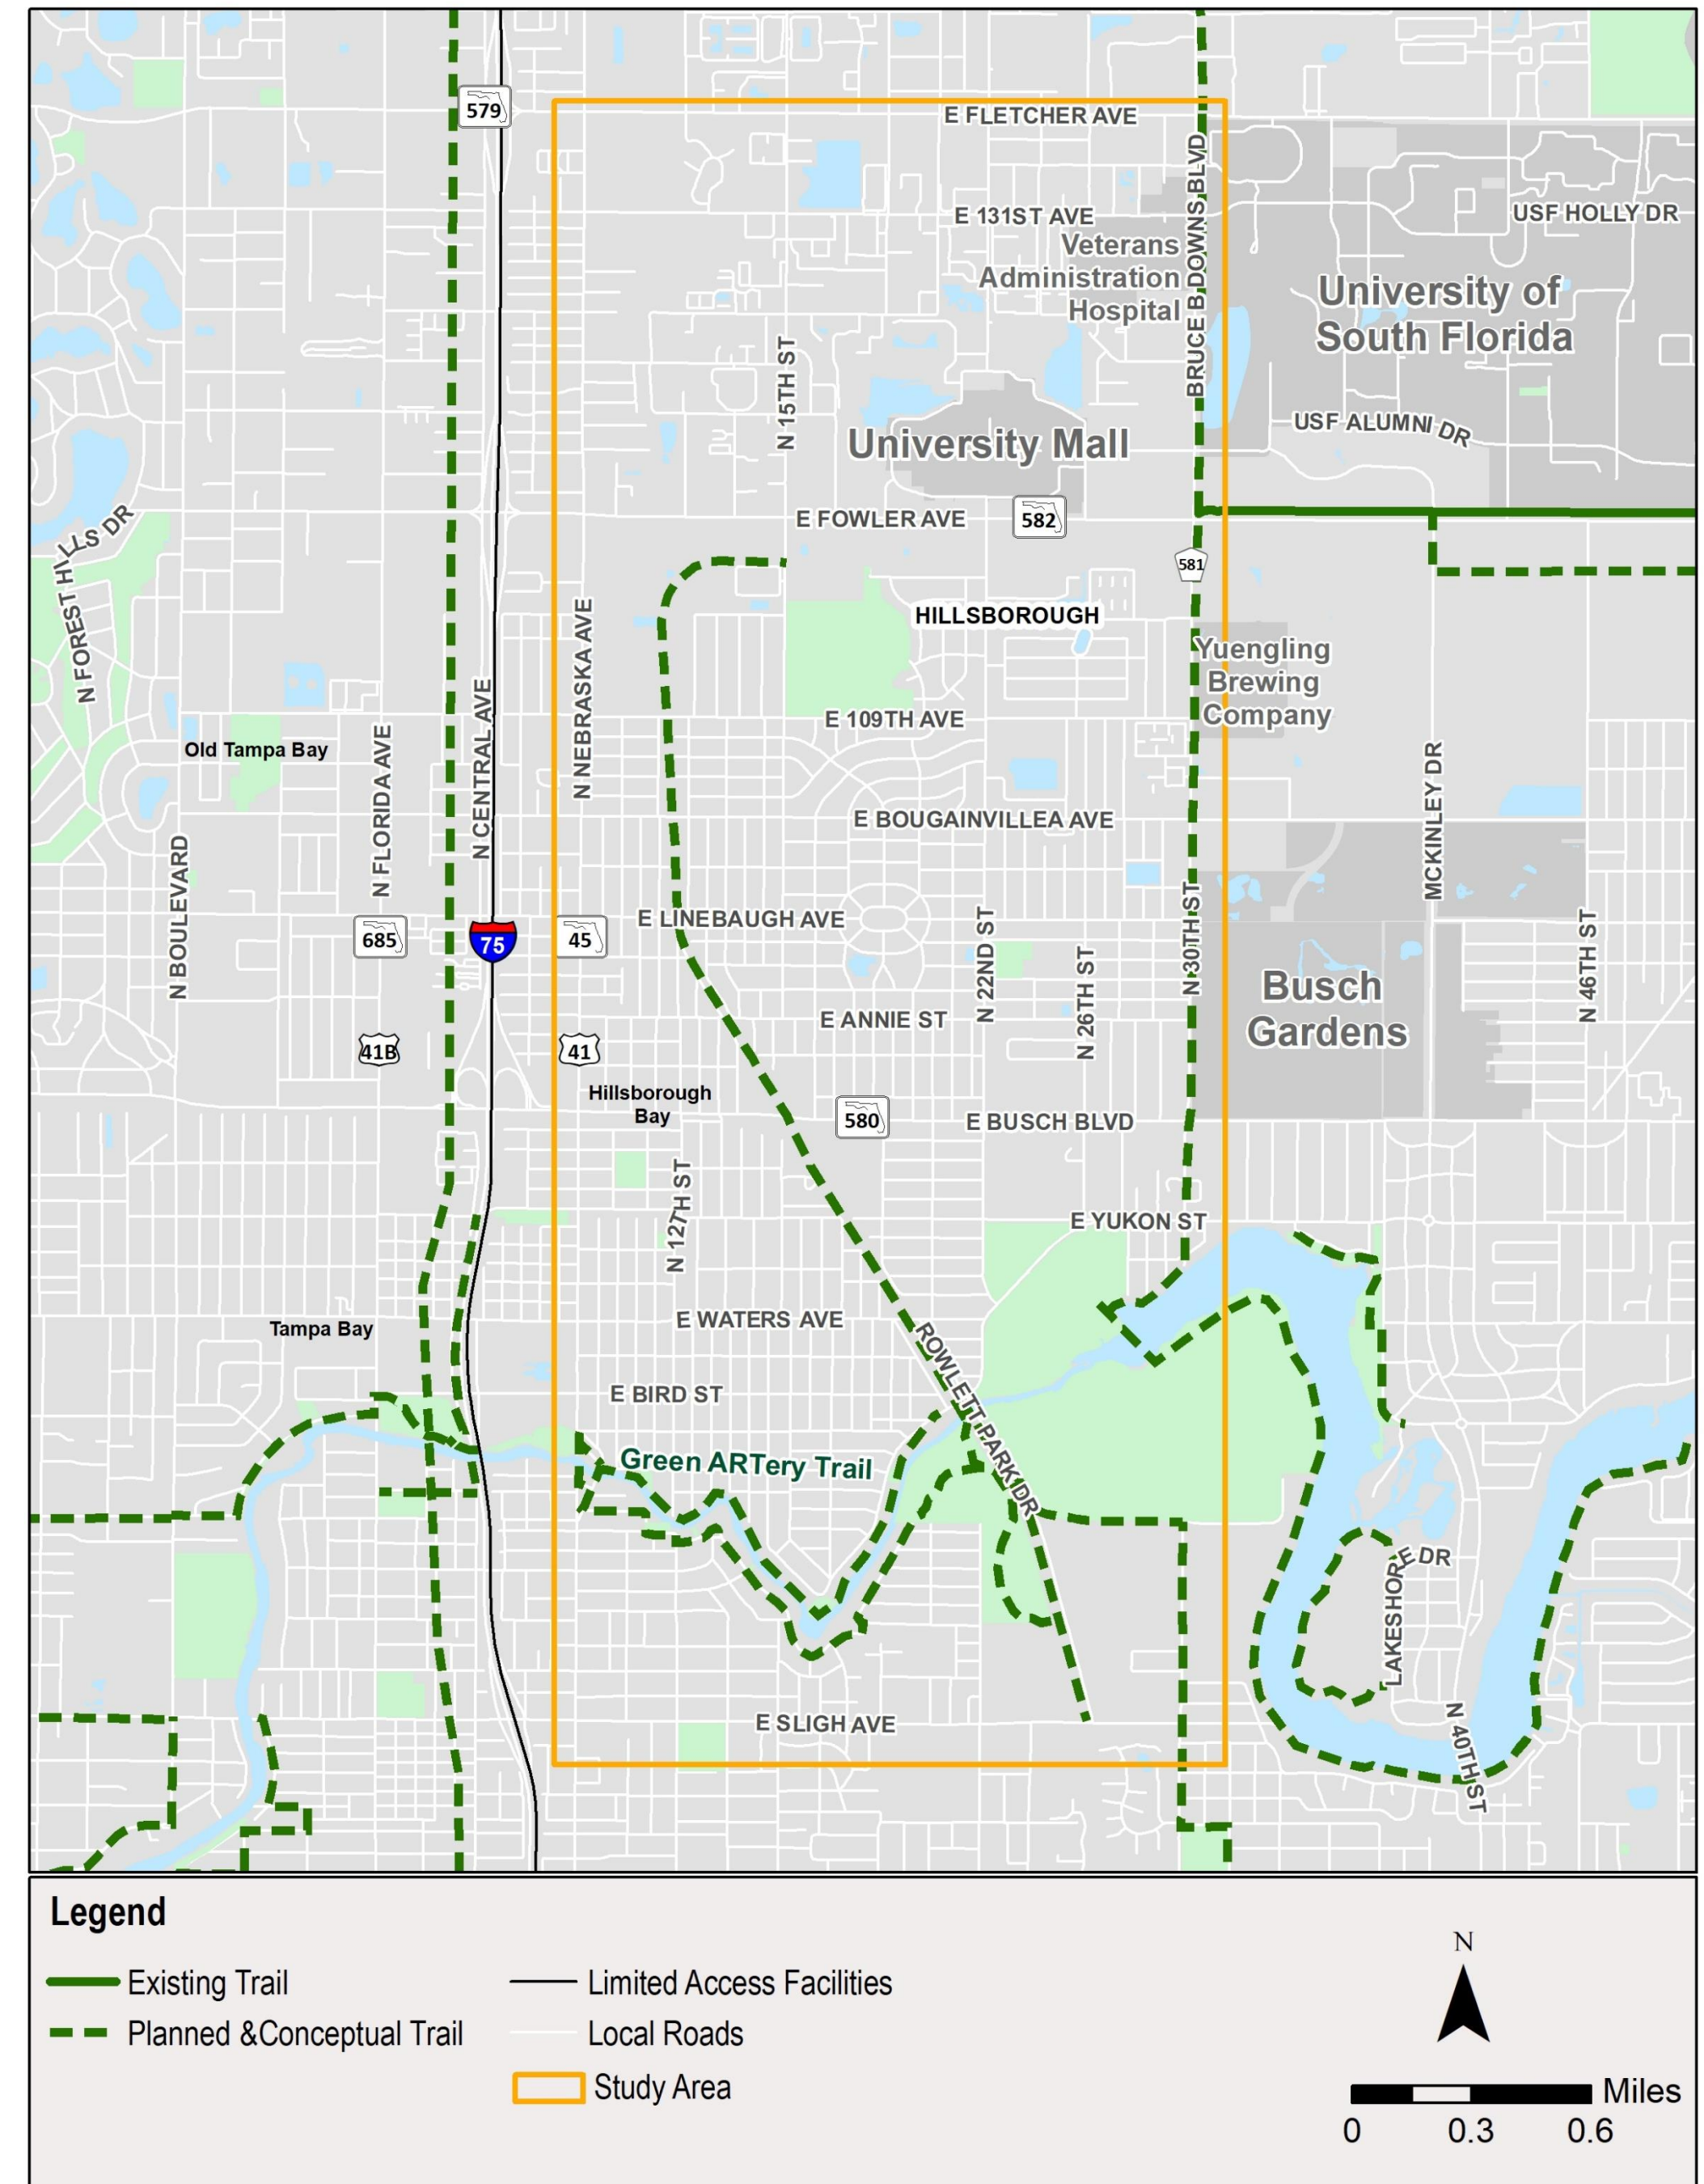 579
E FLETCHER AVE
BRUCE B DOWNS BLVD
E 131ST AVE
USF HOLLY DR
Veterans
Administration
Hospital
University of
South Florida
N 15TH ST
University Mall
USF ALUMNI DR
E FOWLER AVE
582
N FOREST HILLS DR
581
HILLSBOROUGH
N NEBRASKA AVE
Yuengling
Brewing
Company
N CENTRAL AVE
E 109TH AVE
Old Tampa Bay
N FLORIDA AVE
MCKINLEY DR
E BOUGAINVILLEA AVE
N BOULEVARD
N 30TH ST
E LINEBAUGH AVE
N 22ND ST
N 46TH ST
685
75
45
N 26TH ST
Busch
Gardens
E ANNIE ST
41B
41
Hillsborough
Bay
580
E BUSCH BLVD
N 127TH ST
E YUKON ST
E WATERS AVE
Tampa Bay
ROWLETT PARK DR
E BIRD ST
Green ARTery Trail
LAKESHORE DR
E SLIGH AVE
N 40TH ST
Legend
Existing Trail
Planned &Conceptual Trail
Limited Access Facilities
Local Roads
Study Area
N
Miles
0 0.3 0.6